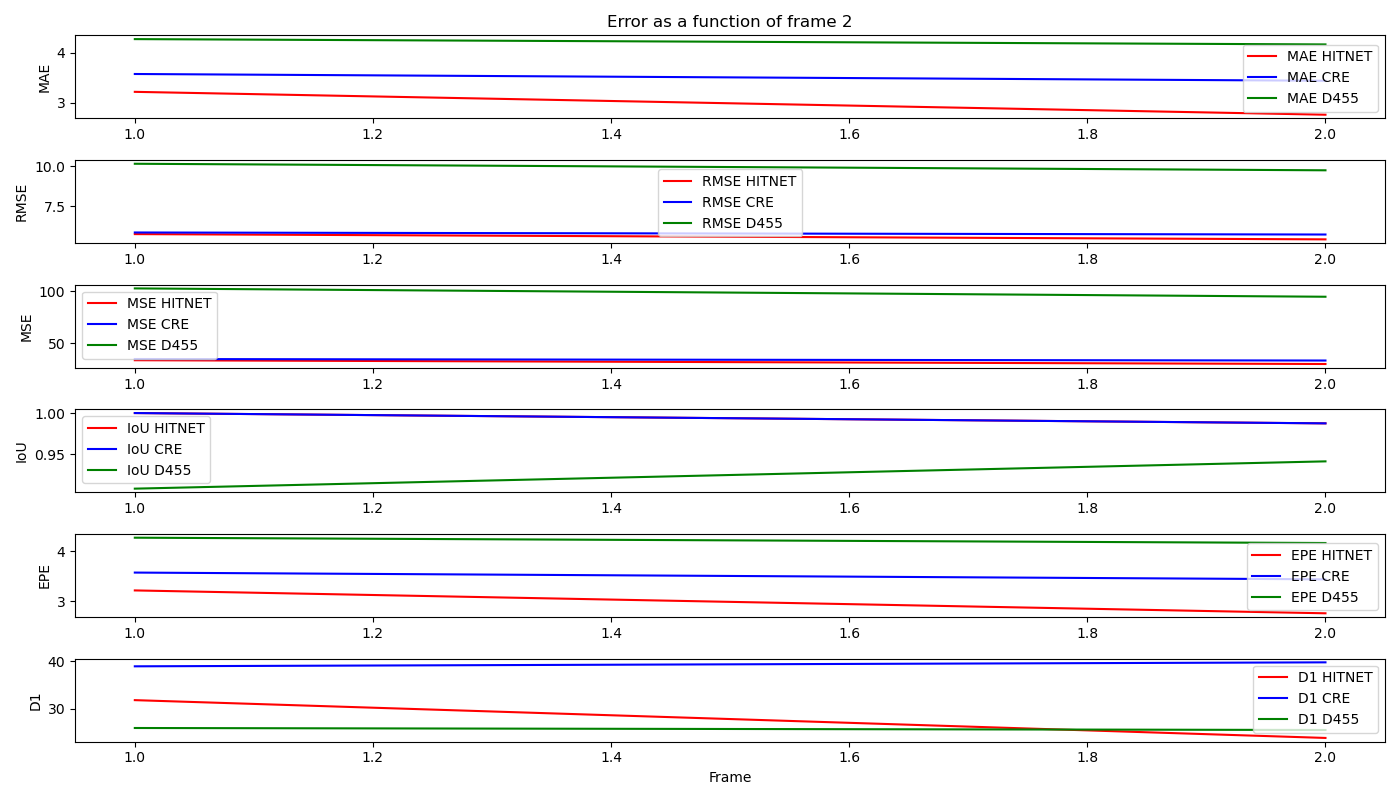 Error as a function of frame 2
MAE
4
3
MAE HITNET
MAE CRE
MAE D455
1.0 1.2 1.4 1.6 1.8 2.0
RMSE
10.0
7.5
RMSE HITNET
RMSE CRE
RMSE D455
1.0 1.2 1.4 1.6 1.8 2.0
MSE
100
50
MSE HITNET
MSE CRE
MSE D455
1.0 1.2 1.4 1.6 1.8 2.0
IoU
1.00
0.95
IoU HITNET
IoU CRE
IoU D455
1.0 1.2 1.4 1.6 1.8 2.0
EPE
4
3
EPE HITNET
EPE CRE
EPE D455
1.0 1.2 1.4 1.6 1.8 2.0
D1
40
30
D1 HITNET
D1 CRE
D1 D455
1.0 1.2 1.4 1.6 1.8 2.0
Frame